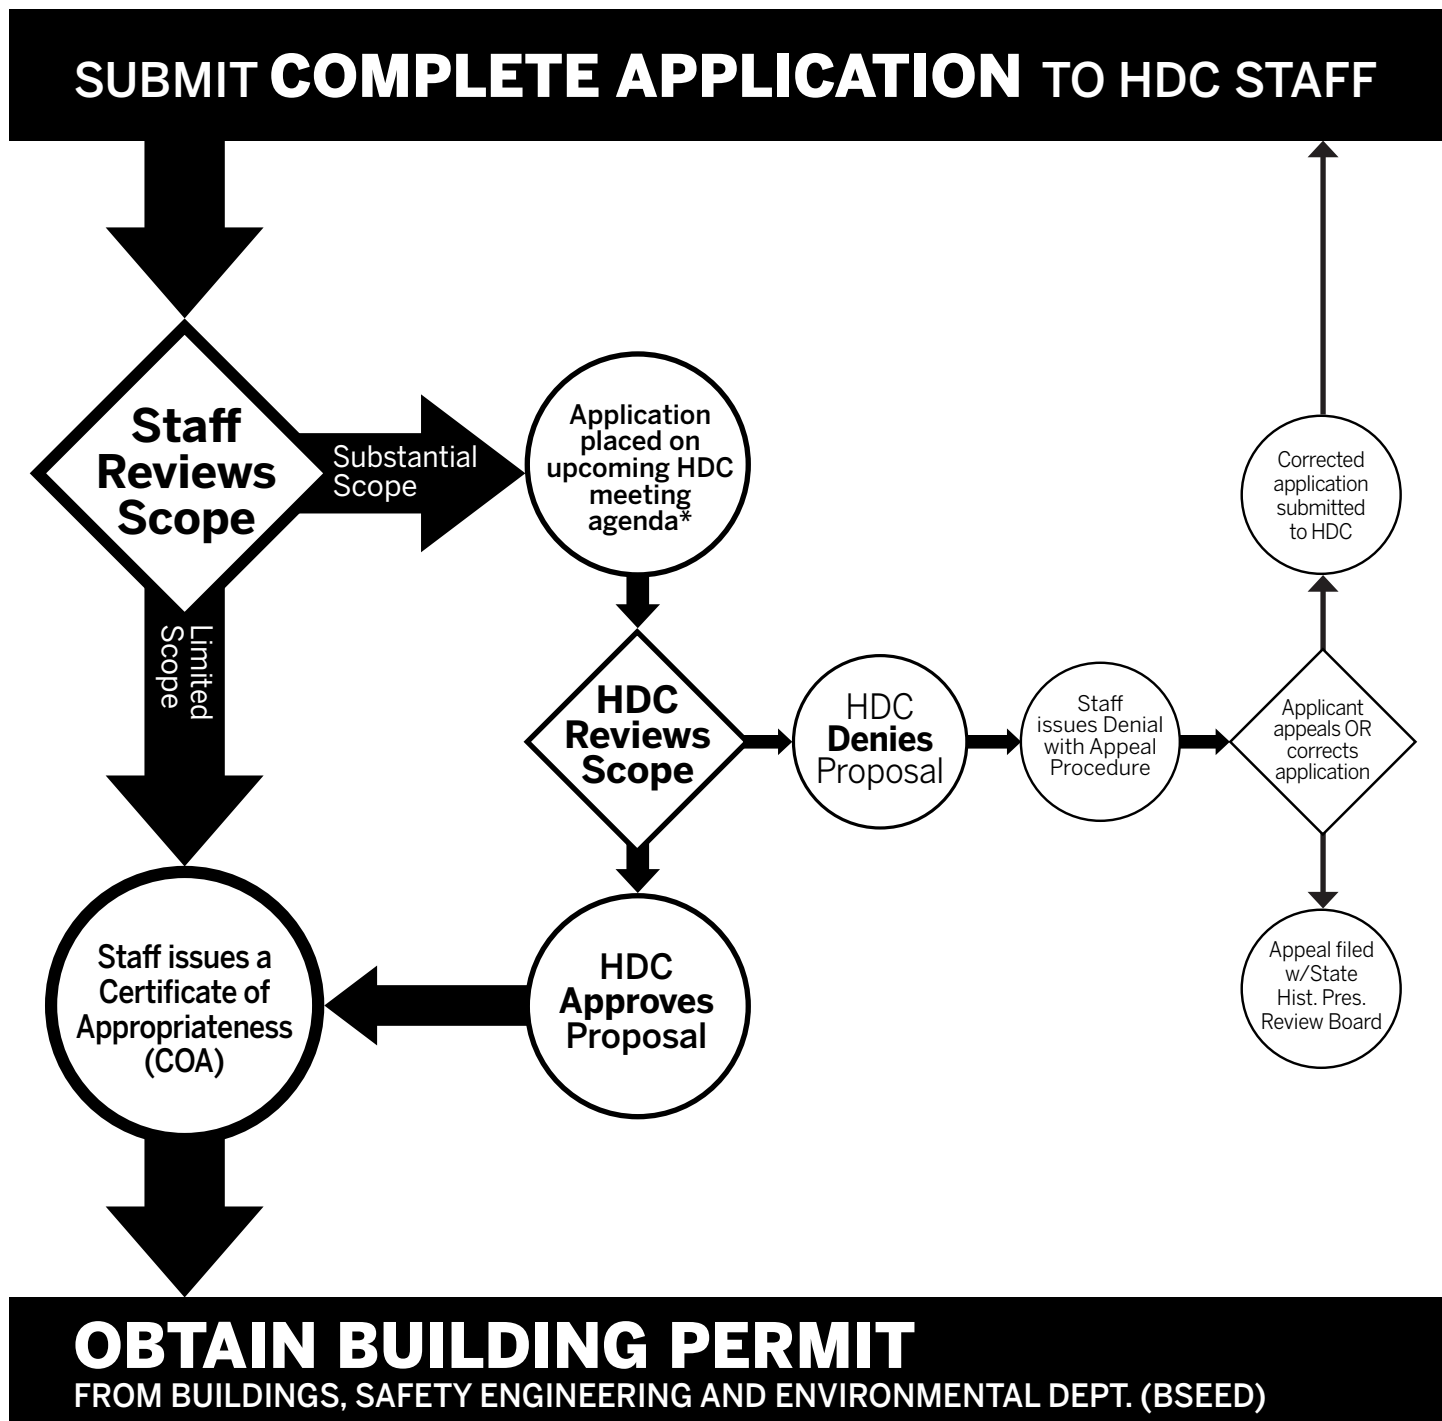 SUBMIT COMPLETE APPLICATION TO HDC STAFF
Staff
Reviews
Scope
Substantial
Scope
Application
placed on
upcoming HDC
meeting
agenda*
Corrected
application
submitted
to HDC
Limited
Scope
HDC
Reviews
Scope
HDC
Denies
Proposal
Staff
issues Denial
with Appeal
Procedure
Applicant
appeals OR
corrects
application
Staff issues a
Certificate of
Appropriateness
(COA)
HDC
Approves
Proposal
Appeal filed
w/State
Hist. Pres.
Review Board
OBTAIN BUILDING PERMIT
FROM BUILDINGS, SAFETY ENGINEERING AND ENVIRONMENTAL DEPT. (BSEED)